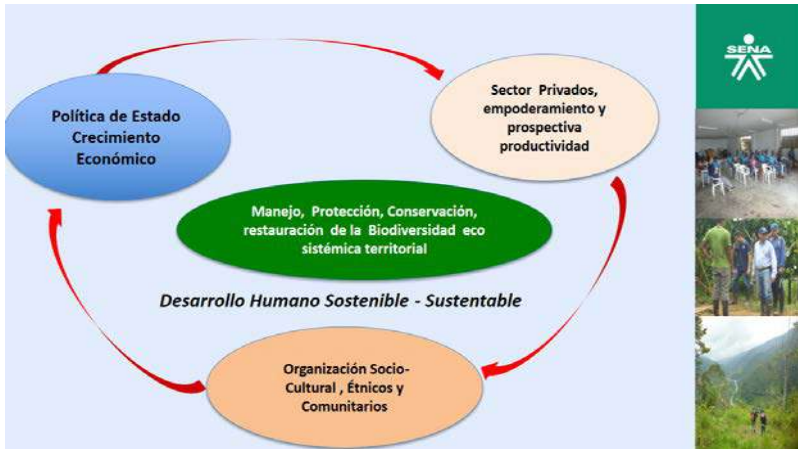 Política de Estado
Crecimiento
Económico
Sector Privados,
empoderamiento y
prospectiva
productividad
SENA
Manejo, Protección, Conservación,
restauración de la Biodiversidad eco
sistémica territorial
Desarrollo Humano Sostenible - Sustentable
Organización Socio-
Cultural , Étnicos y
Comunitarios